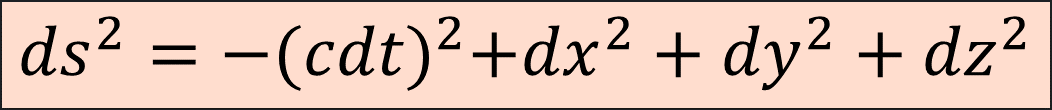 ds² = −(cdt)²+dx² + dy² + dz²